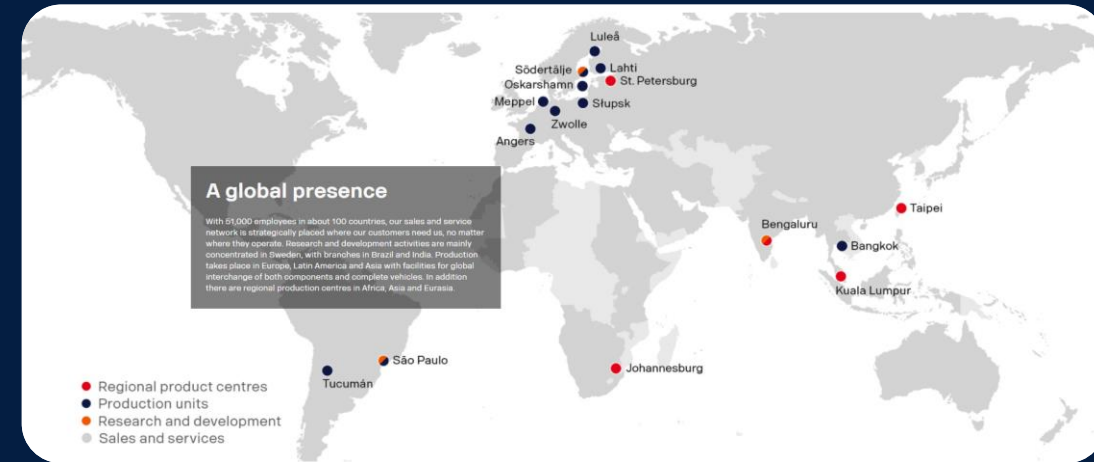 Luleå
Södertälje
Lahti
Oskarshamn
St. Petersburg
Meppel
Słupsk
Zwolle
Angers
A global presence
With 51,000 employees in about 100 countries, our sales and service
network is strategically placed where our customers need us, no matter
where they operate. Research and development activities are mainly
concentrated in Sweden, with branches in Brazil and India. Production
takes place in Europe, Latin America and Asia with facilities for global
interchange of both components and complete vehicles. In addition
there are regional production centres in Africa, Asia and Eurasia.
Taipei
Bengaluru
Bangkok
Kuala Lumpur
São Paulo
Tucumán
Johannesburg
Regional product centres
Production units
Research and development
Sales and services